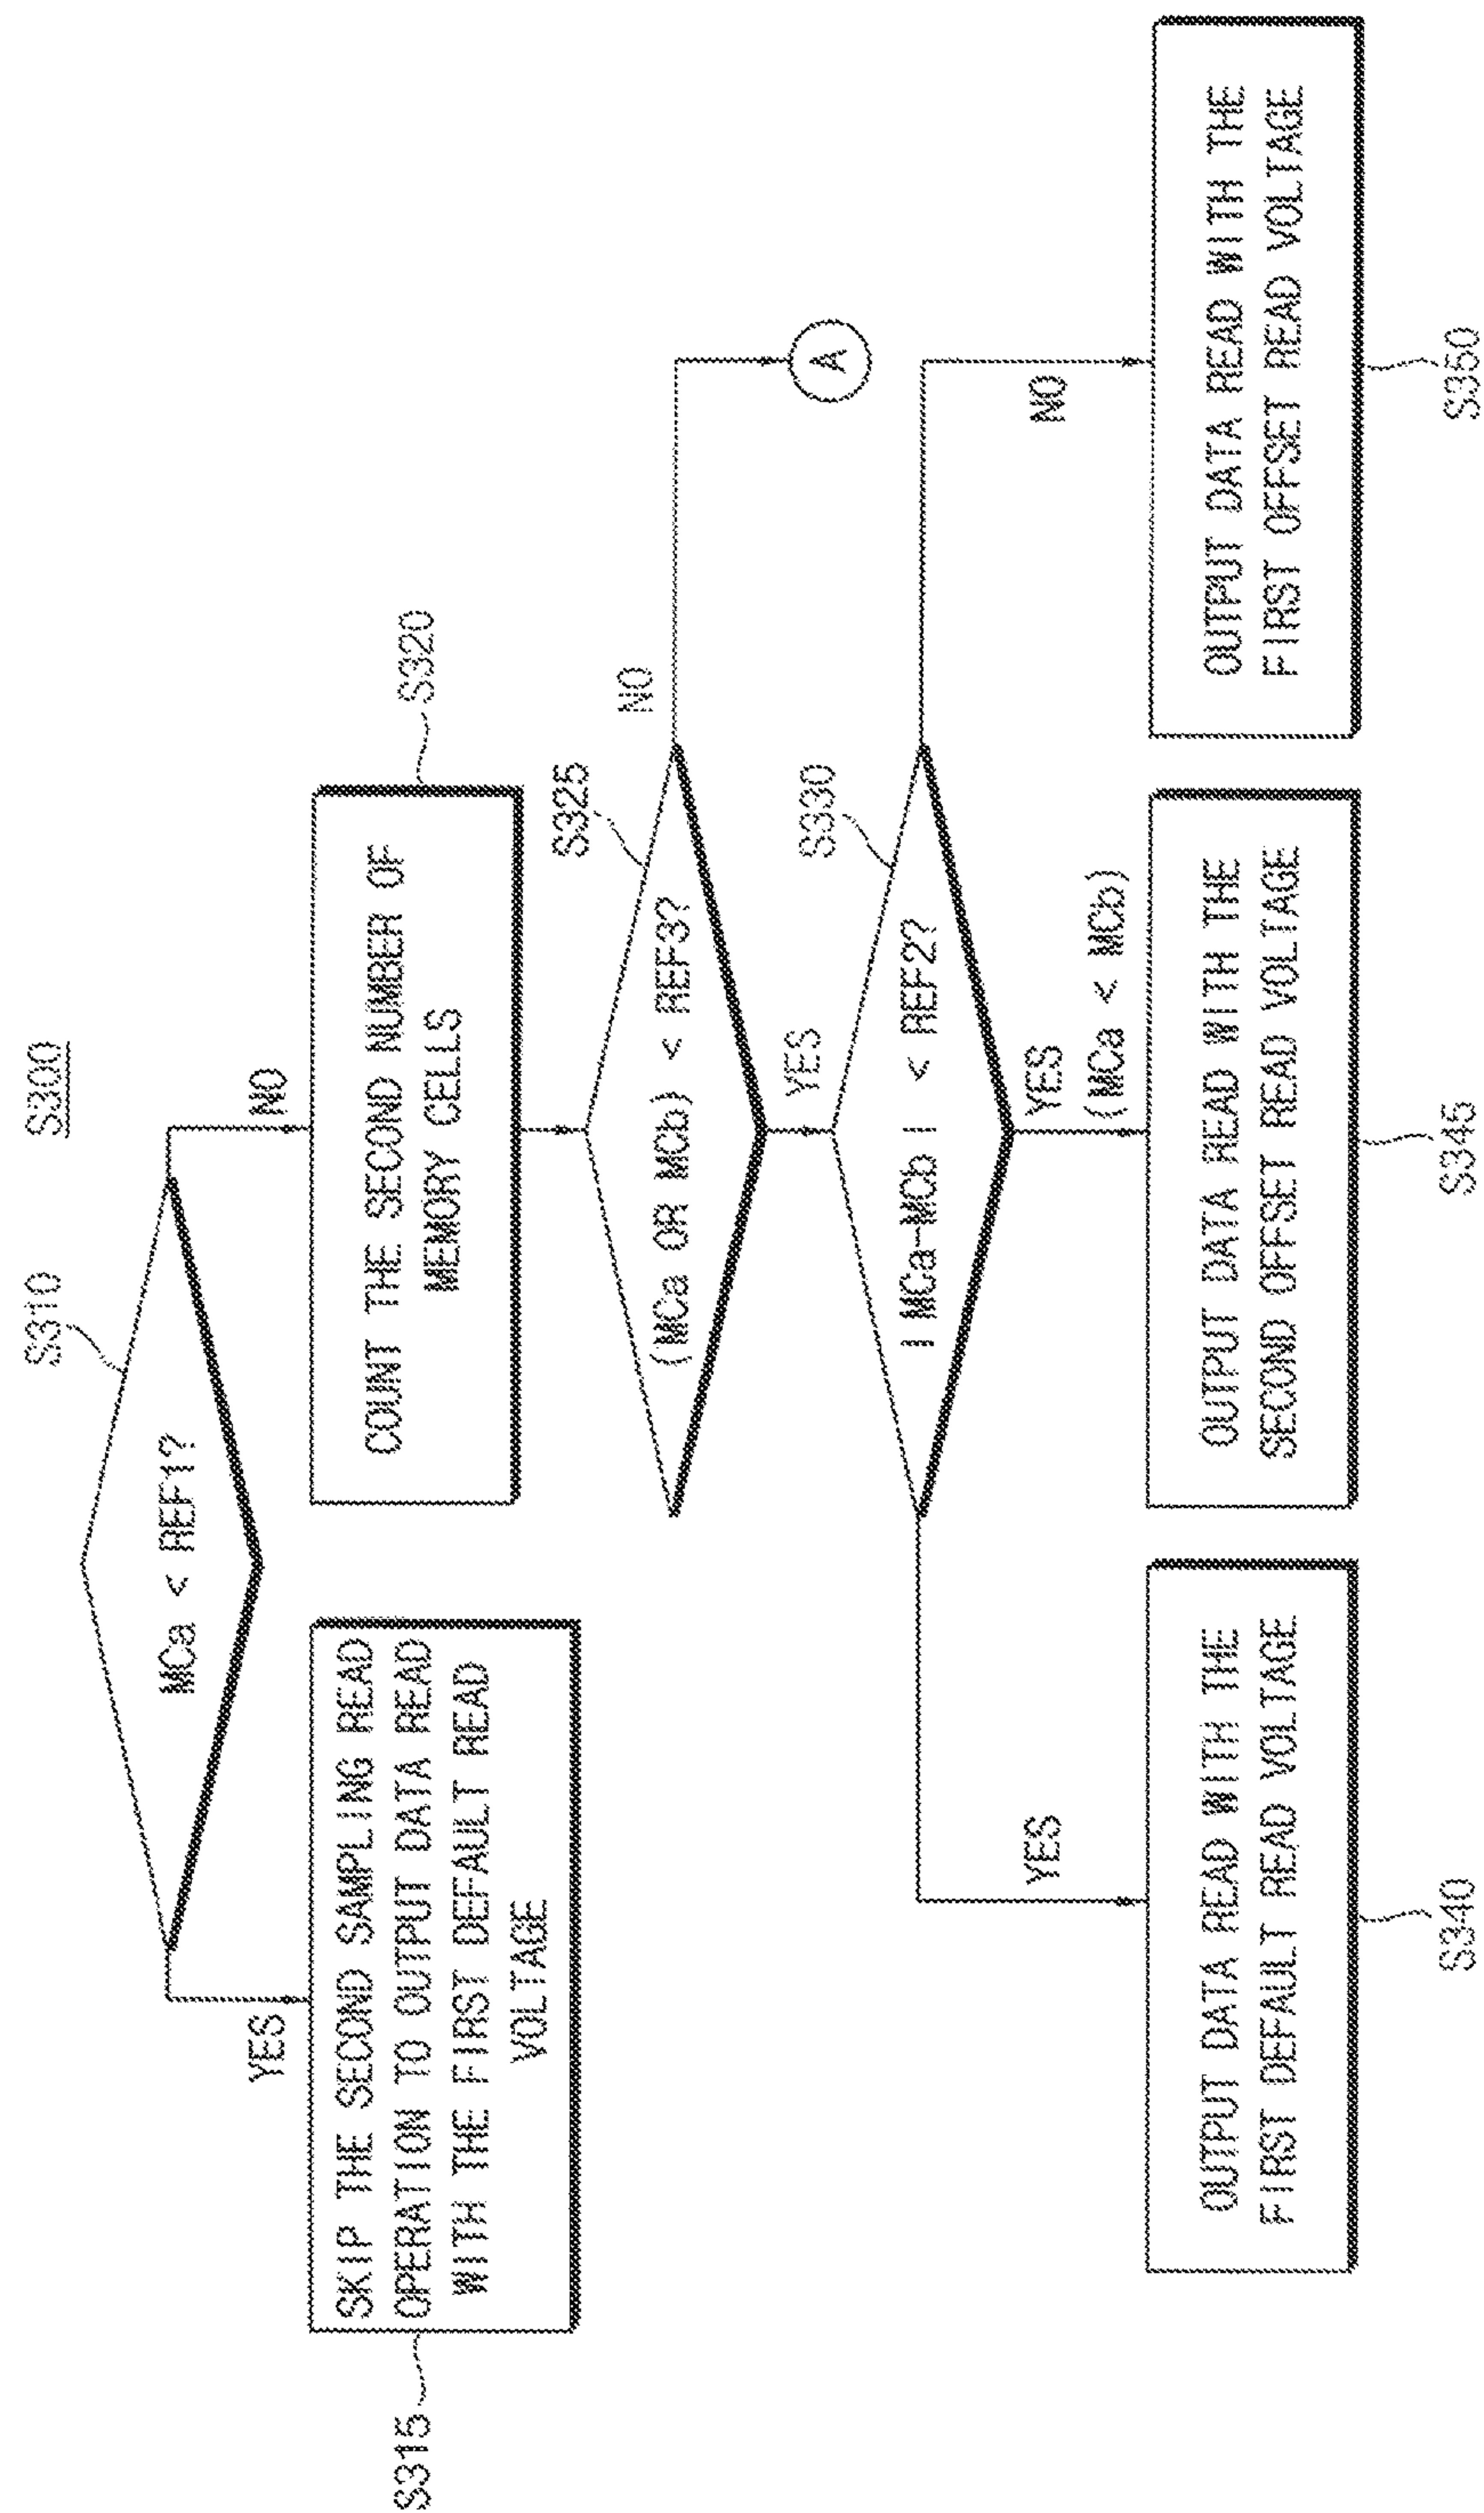 S300
S310
MCa < REF1?
YES
NO
S315
SKIP THE SECOND SAMPLING READ
OPERATION TO OUTPUT DATA READ
WITH THE FIRST DEFAULT READ
VOLTAGE
COUNT THE SECOND NUMBER OF
MEMORY CELLS
S320
S325
(MCa OR MCb) < REF3?
NO
A
YES
S330
| MCa-MCb | < REF2?
YES
YES
(MCa < MCb)
NO
OUTPUT DATA READ WITH THE
FIRST DEFAULT READ VOLTAGE
S340
OUTPUT DATA READ WITH THE
SECOND OFFSET READ VOLTAGE
S345
OUTPUT DATA READ WITH THE
FIRST OFFSET READ VOLTAGE
S350